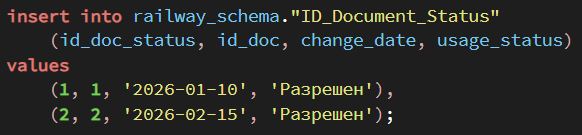 insert into railway_schema."ID_Document_Status"
(id_doc_status, id_doc, change_date, usage_status)
values
(1, 1, '2026-01-10', 'Разрешен'),
(2, 2, '2026-02-15', 'Разрешен');